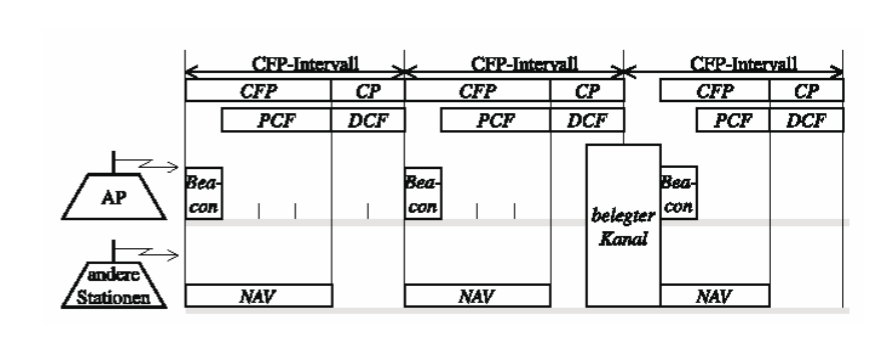 CFP-Intervall CFP-Intervall CFP-Intervall
CFP CP CFP CP CFP CP
PCF DCF PCF DCF PCF DCF
AP
Bea-
con
Bea-
con
belegter
Kanal
Bea-
con
andere
Stationen
NAV NAV NAV